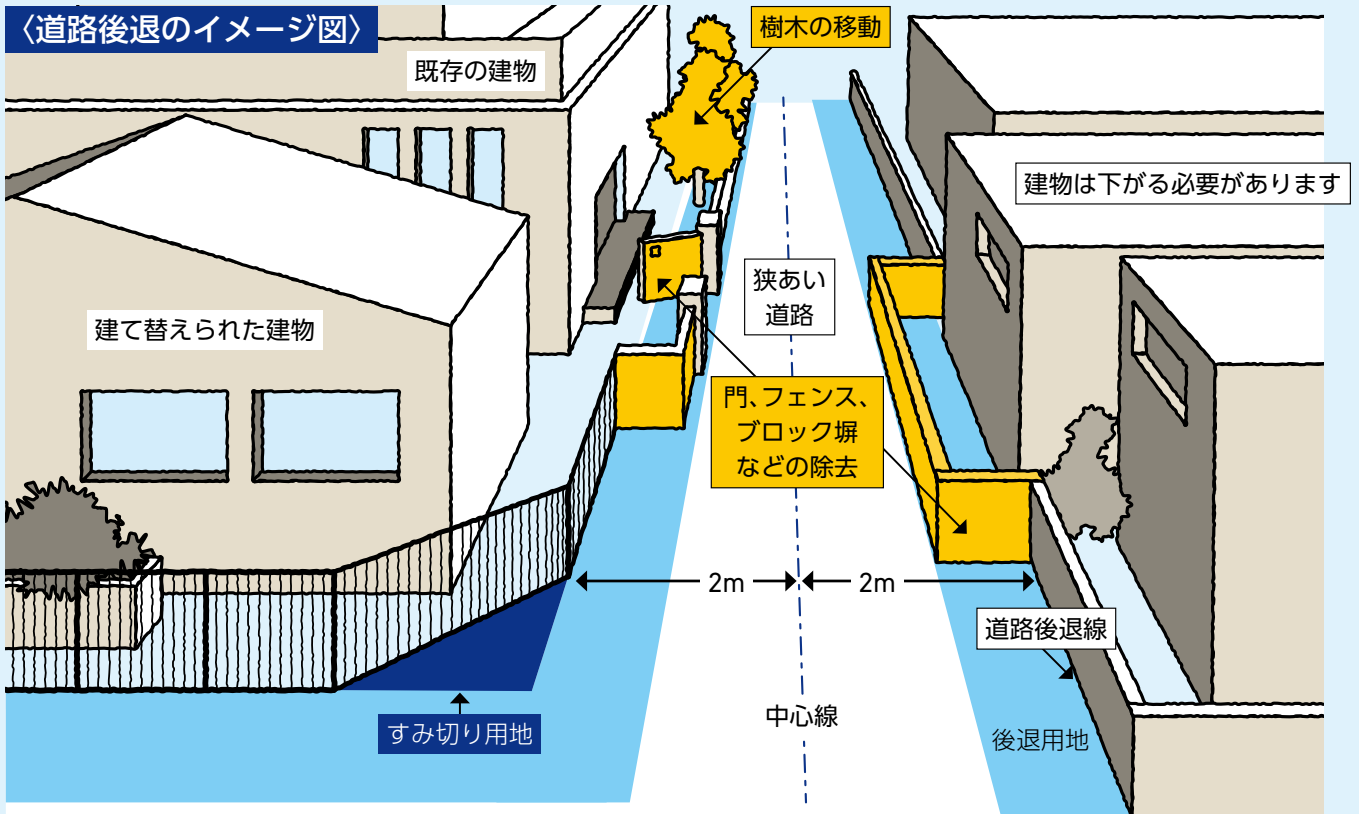 〈道路後退のイメージ図〉
樹木の移動
既存の建物
建物は下がる必要があります
狭あい
道路
建て替えられた建物
門、フェンス、
ブロック塀
などの除去
2m
2m
道路後退線
すみ切り用地
中心線
後退用地